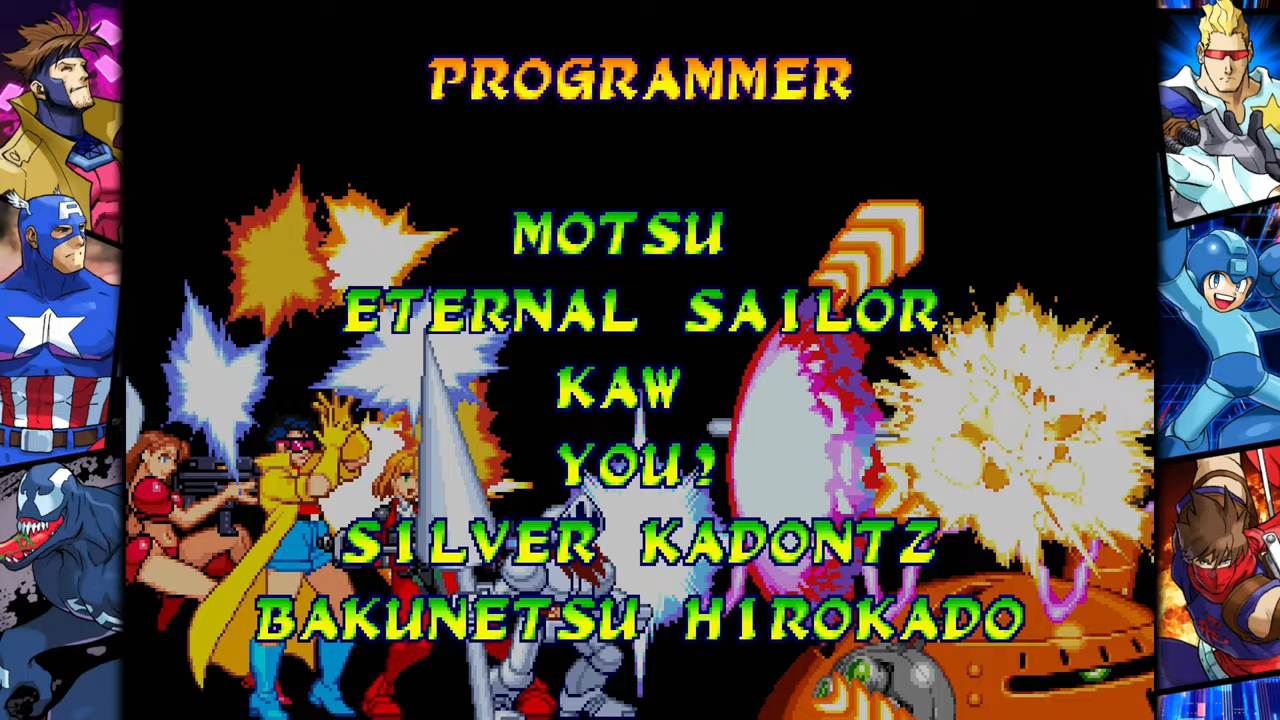 PROGRAMMER
MOTSU
ETERNAL SAILOR
KAW
YOU?
SILVER KADONTZ
BAKUNETSU HIROKADO